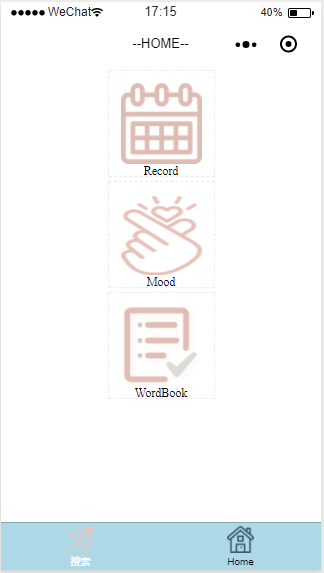 WeChat 17:15 40%
--HOME--
Record
Mood
WordBook
搜索 Home